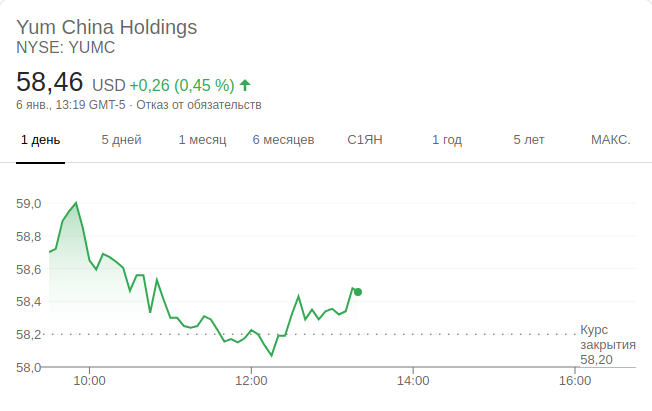 Yum China Holdings
NYSE: YUMC
58,46 USD +0,26 (0,45 %)
6 янв., 13:19 GMT-5 · Отказ от обязательств
1 день 5 дней 1 месяц 6 месяцев С1ЯН 1 год 5 лет МАКС.
59,0
58,8
58,6
58,4
58,2
Курс
закрытия
58,20
58,0
10:00 12:00 14:00 16:00